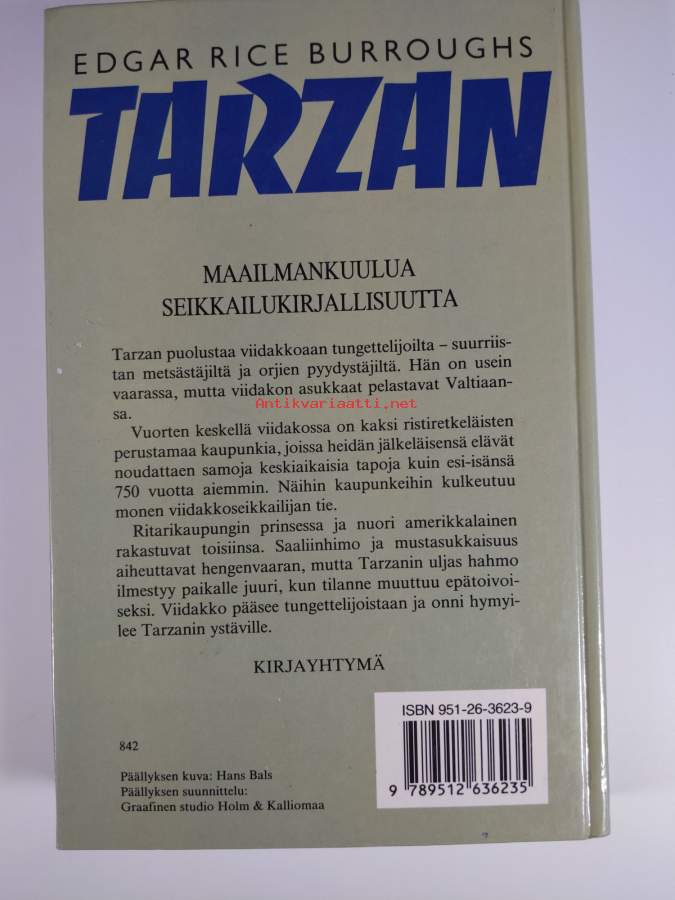 EDGAR RICE BURROUGHS
TARZAN
MAAILMANKUULUA
SEIKKAILUKIRJALLISUUTTA
Tarzan puolustaa viidakkoaan tungettelijoilta – suurriis-
tan metsästäjiltä ja orjien pyydystäjiltä. Hän on usein
vaarassa, mutta viidakon asukkaat pelastavat Valtiaan-
sa.
Antikvariaatti.net
Vuorten keskellä viidakossa on kaksi ristiretkeläisten
perustamaa kaupunkia, joissa heidän jälkeläisensä elävät
noudattaen samoja keskiaikaisia tapoja kuin esi-isänsä
750 vuotta aiemmin. Näihin kaupunkeihin kulkeutuu
monen viidakkoseikkailijan tie.
Ritarikaupungin prinsessa ja nuori amerikkalainen
rakastuvat toisiinsa. Saaliinhimo ja mustasukkaisuus
aiheuttavat hengenvaaran, mutta Tarzanin uljas hahmo
ilmestyy paikalle juuri, kun tilanne muuttuu epätoivoi-
seksi. Viidakko pääsee tungettelijoistaan ja onni hymyi-
lee Tarzanin ystäville.
KIRJAYHTYMÄ
ISBN 951-26-3623-9
9 789512 636235
842
Päällyksen kuva: Hans Bals
Päällyksen suunnittelu:
Graafinen studio Holm & Kalliomaa